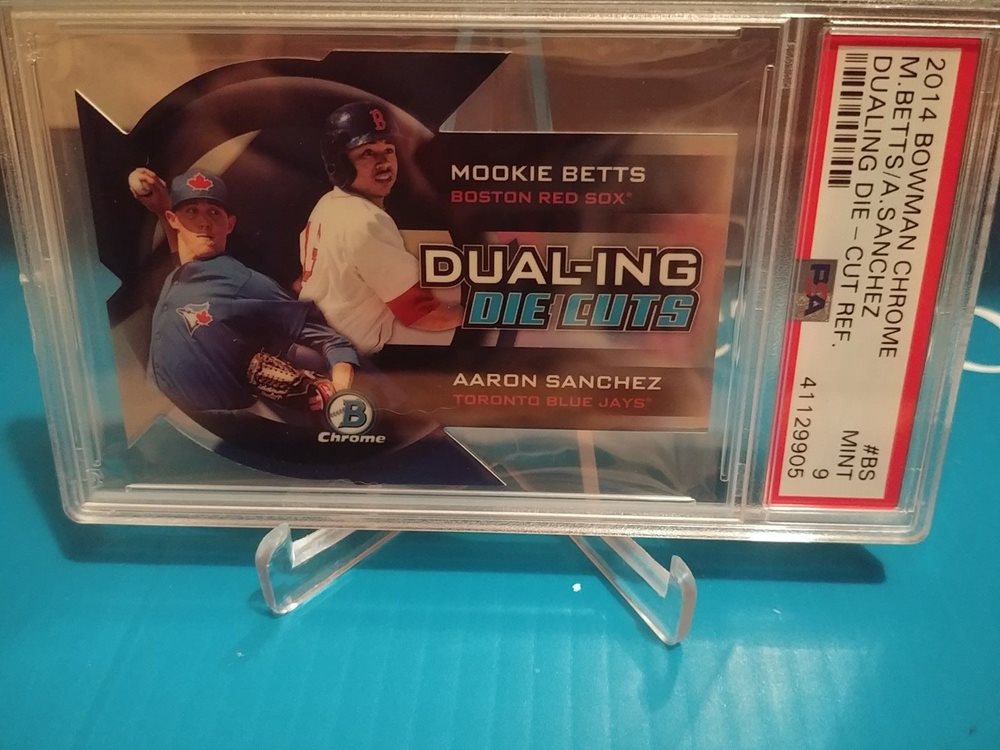 MOOKIE BETTS
BOSTON RED SOX®
DUAL-ING
DIE CUTS
AARON SANCHEZ
TORONTO BLUE JAYS®
B
B
Chrome
2014 BOWMAN CHROME
M.BETTS/A.SANCHEZ
DUALING DIE-CUT REF.
#BS
MINT
9
PSA
41129905